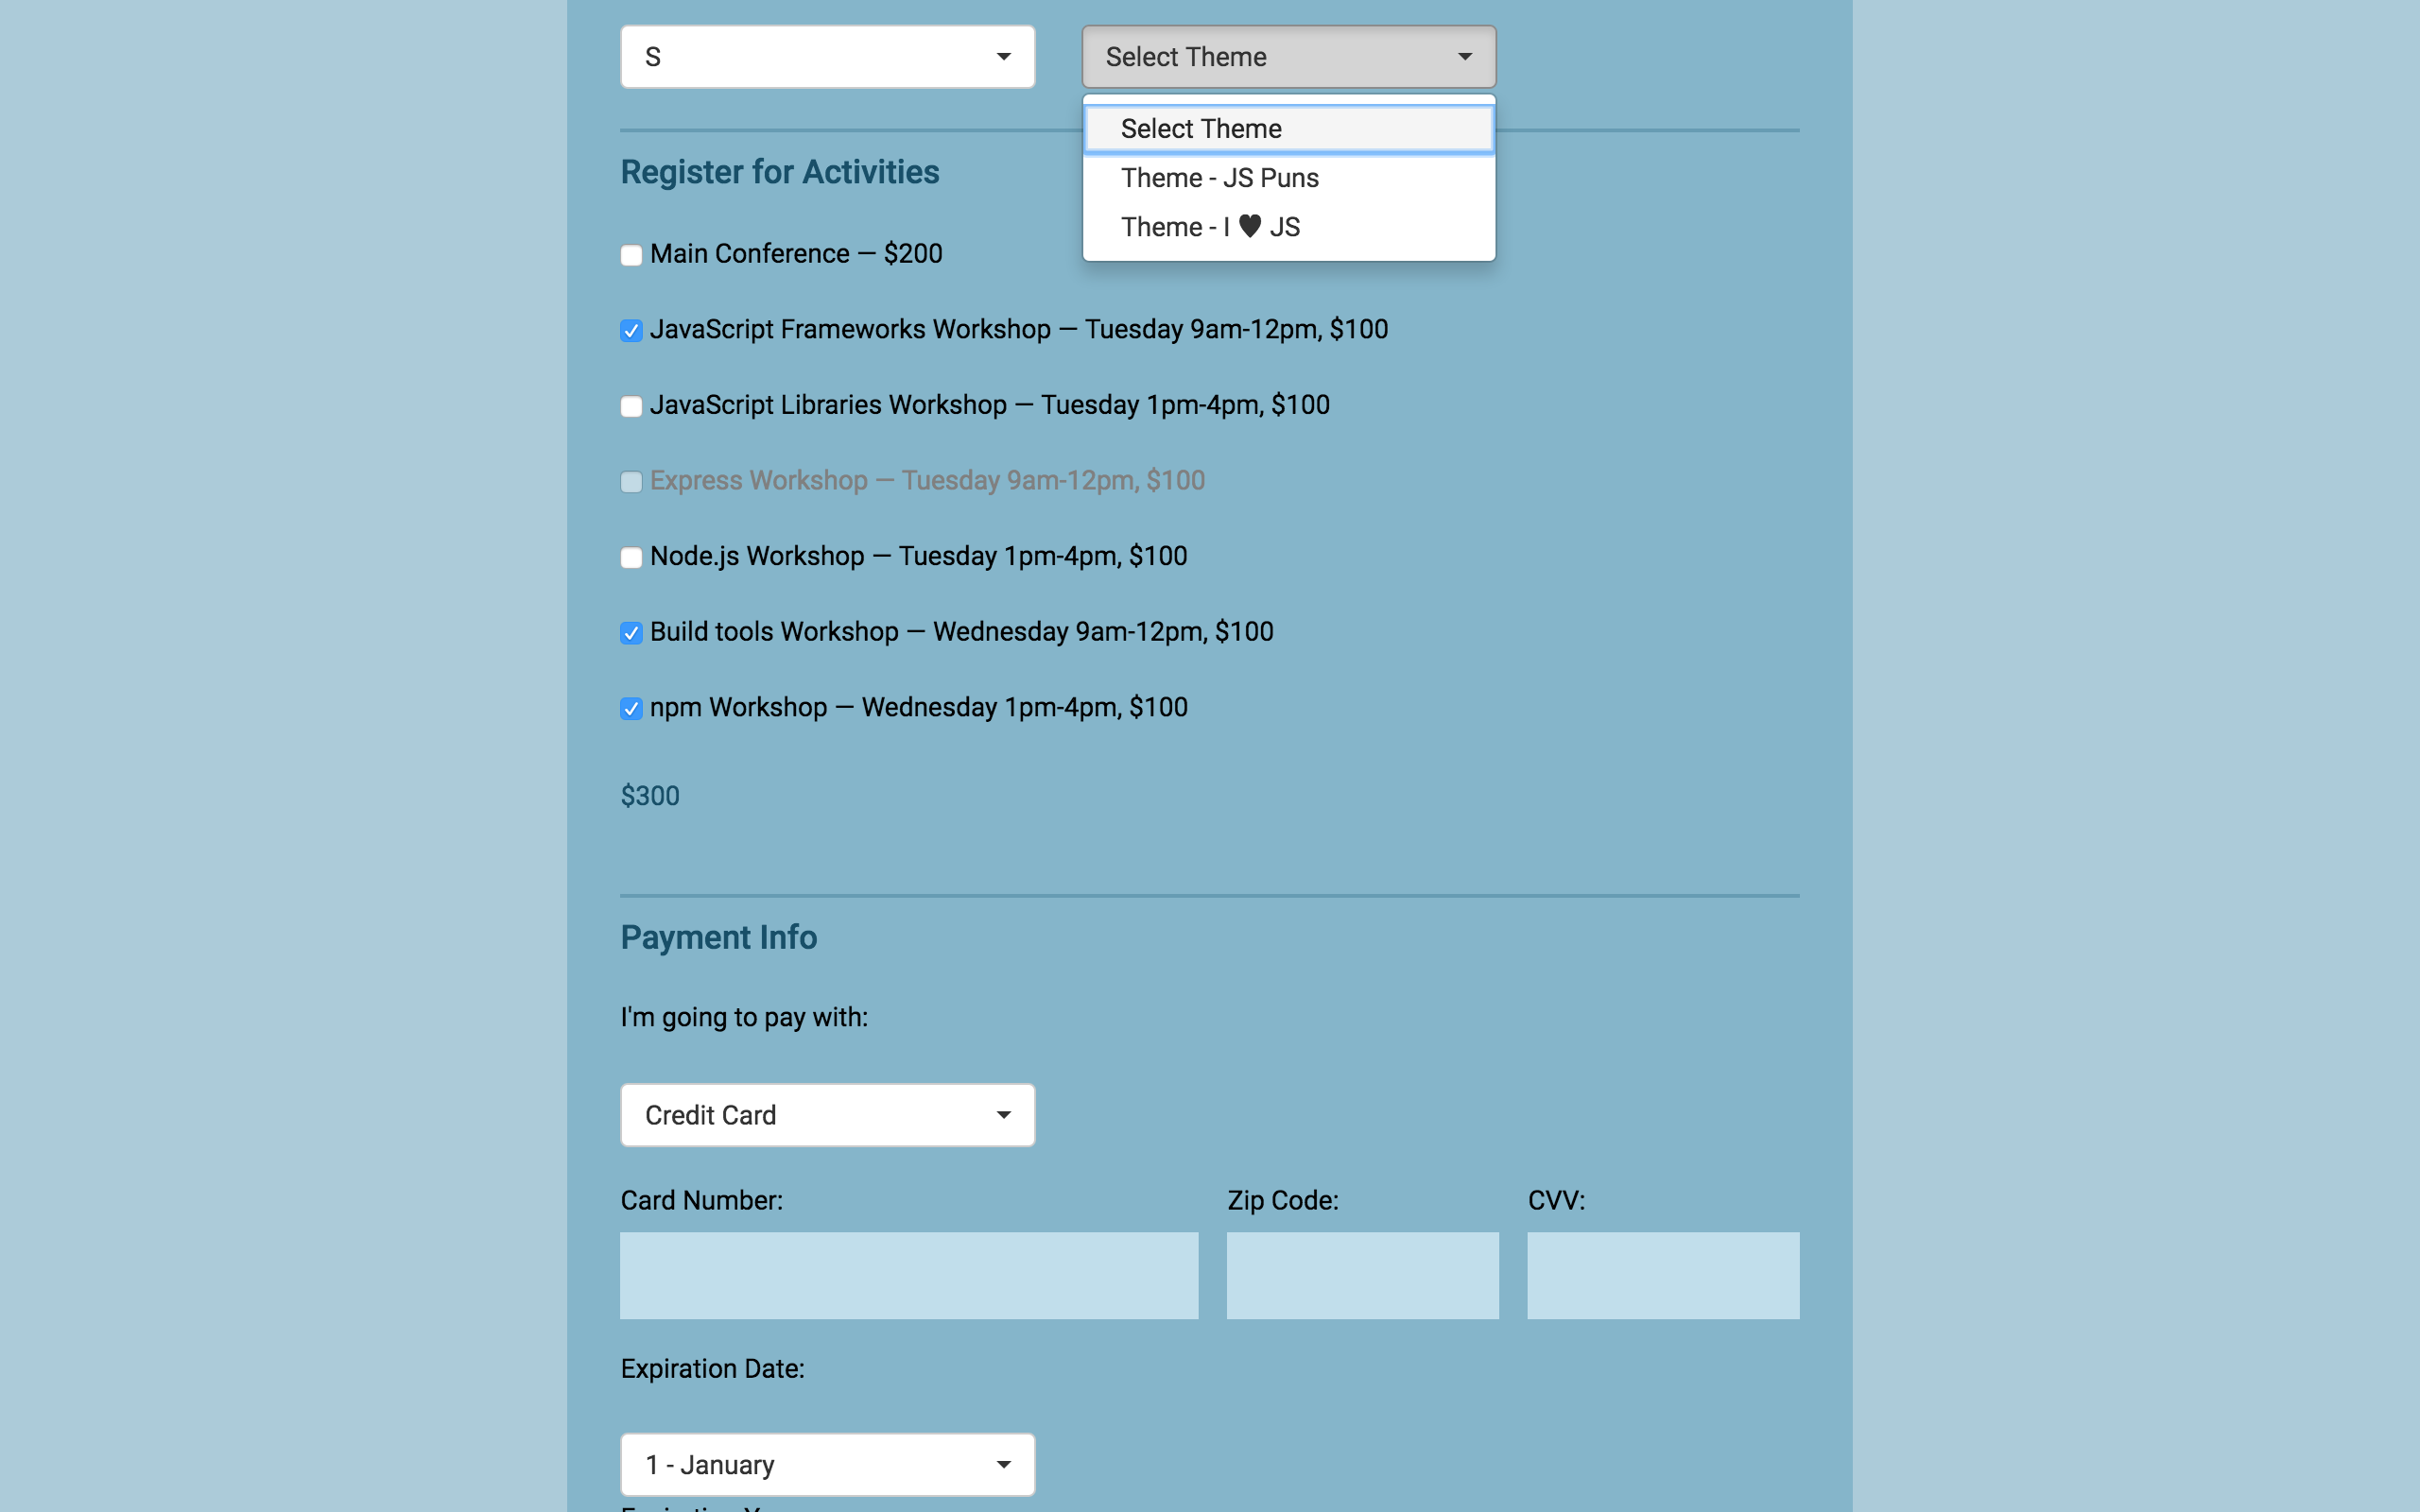 S
Select Theme
Select Theme
Theme - JS Puns
Theme - I ♥ JS
Register for Activities
Main Conference — $200
JavaScript Frameworks Workshop — Tuesday 9am-12pm, $100
JavaScript Libraries Workshop — Tuesday 1pm-4pm, $100
Express Workshop — Tuesday 9am-12pm, $100
Node.js Workshop — Tuesday 1pm-4pm, $100
Build tools Workshop — Wednesday 9am-12pm, $100
npm Workshop — Wednesday 1pm-4pm, $100
$300
Payment Info
I'm going to pay with:
Credit Card
Card Number:
Zip Code:
CVV:
Expiration Date:
1 - January